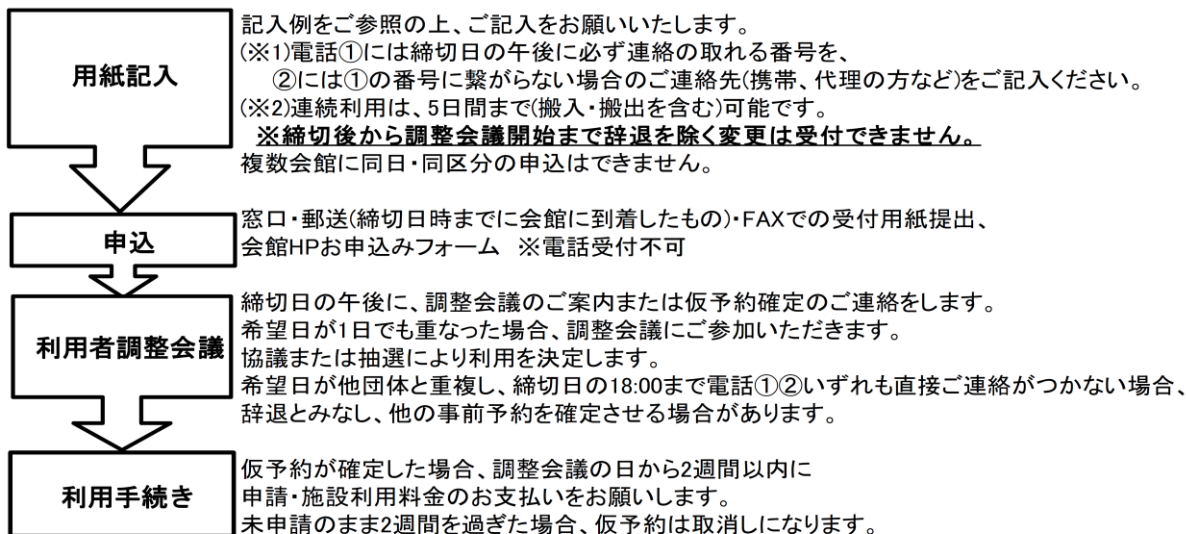 用紙記入
記入例をご参照の上、ご記入をお願いいたします。
(※1)電話①には締切日の午後に必ず連絡の取れる番号を、
②には①の番号に繋がらない場合のご連絡先(携帯、代理の方など)をご記入ください。
(※2)連続利用は、5日間まで(搬入・搬出を含む)可能です。
※締切後から調整会議開始まで辞退を除く変更は受付できません。
複数会館に同日・同区分の申込はできません。
申込
窓口・郵送(締切日時までに会館に到着したもの)・FAXでの受付用紙提出、
会館HPお申込みフォーム　※電話受付不可
利用者調整会議
締切日の午後に、調整会議のご案内または仮予約確定のご連絡をします。
希望日が1日でも重なった場合、調整会議にご参加いただきます。
協議または抽選により利用を決定します。
希望日が他団体と重複し、締切日の18:00まで電話①②いずれも直接ご連絡がつかない場合、
辞退とみなし、他の事前予約を確定させる場合があります。
利用手続き
仮予約が確定した場合、調整会議の日から2週間以内に
申請・施設利用料金のお支払いをお願いします。
未申請のまま2週間を過ぎた場合、仮予約は取消しになります。